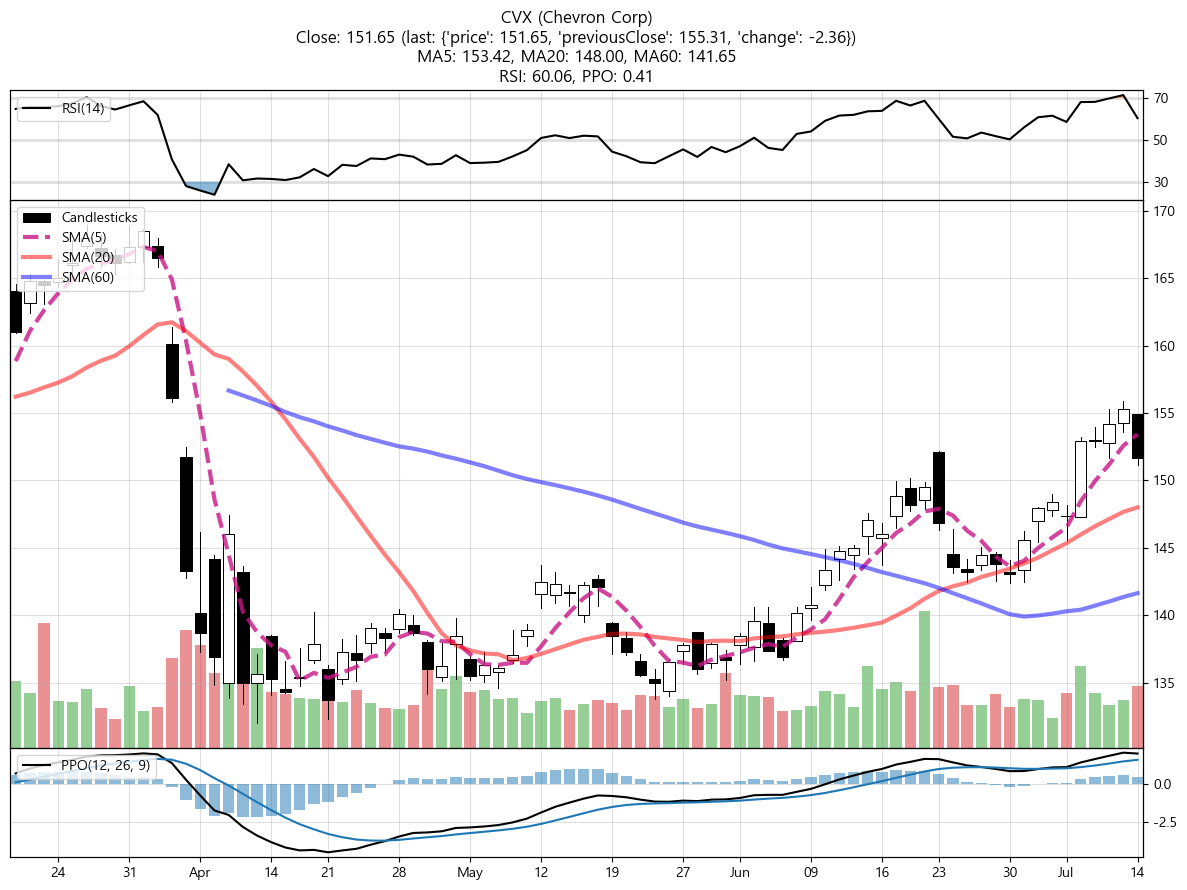 CVX (Chevron Corp)
Close: 151.65 (last: {'price': 151.65, 'previousClose': 155.31, 'change': -2.36})
MA5: 153.42, MA20: 148.00, MA60: 141.65
RSI: 60.06, PPO: 0.41
RSI(14)
70
50
30
Candlesticks
SMA(5)
SMA(20)
SMA(60)
170
165
160
155
150
145
140
135
PPO(12, 26, 9)
0.0
-2.5
24 31 Apr 14 21 28 May 12 19 27 Jun 09 16 23 30 Jul 14